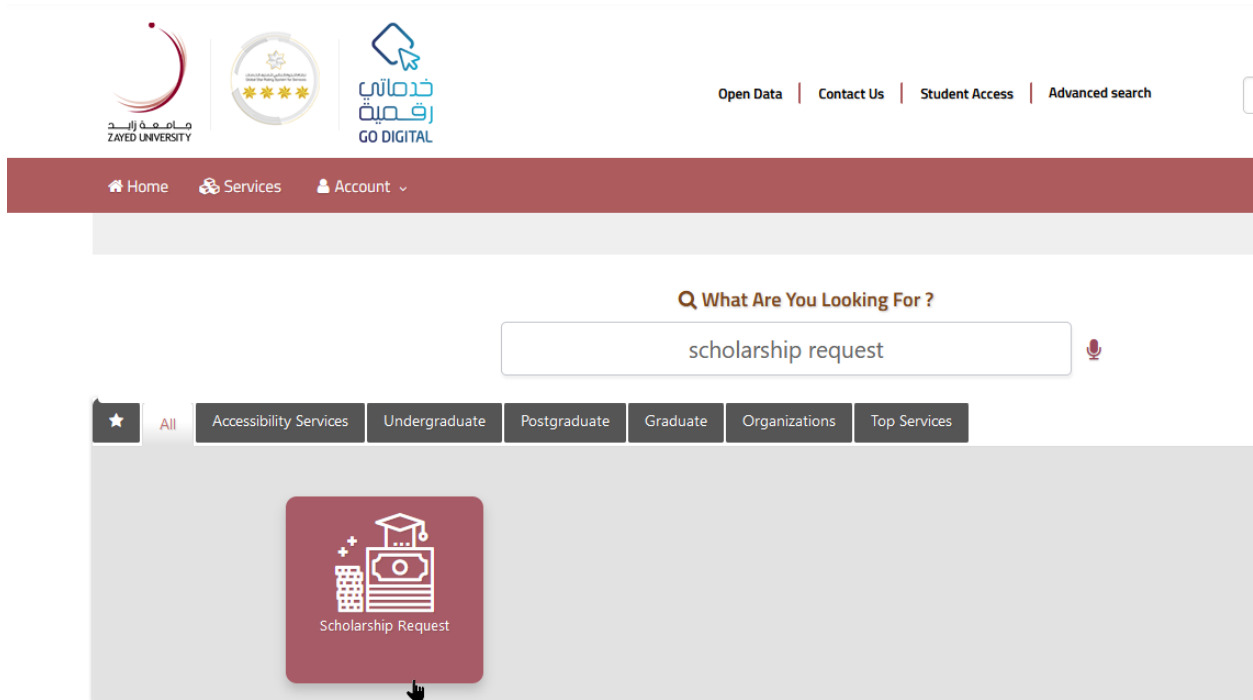 جامعة زايد
ZAYED UNIVERSITY
خدماتي
رقمية
GO DIGITAL
Open Data
Contact Us
Student Access
Advanced search
Home
Services
Account
What Are You Looking For ?
scholarship request
All
Accessibility Services
Undergraduate
Postgraduate
Graduate
Organizations
Top Services
Scholarship Request